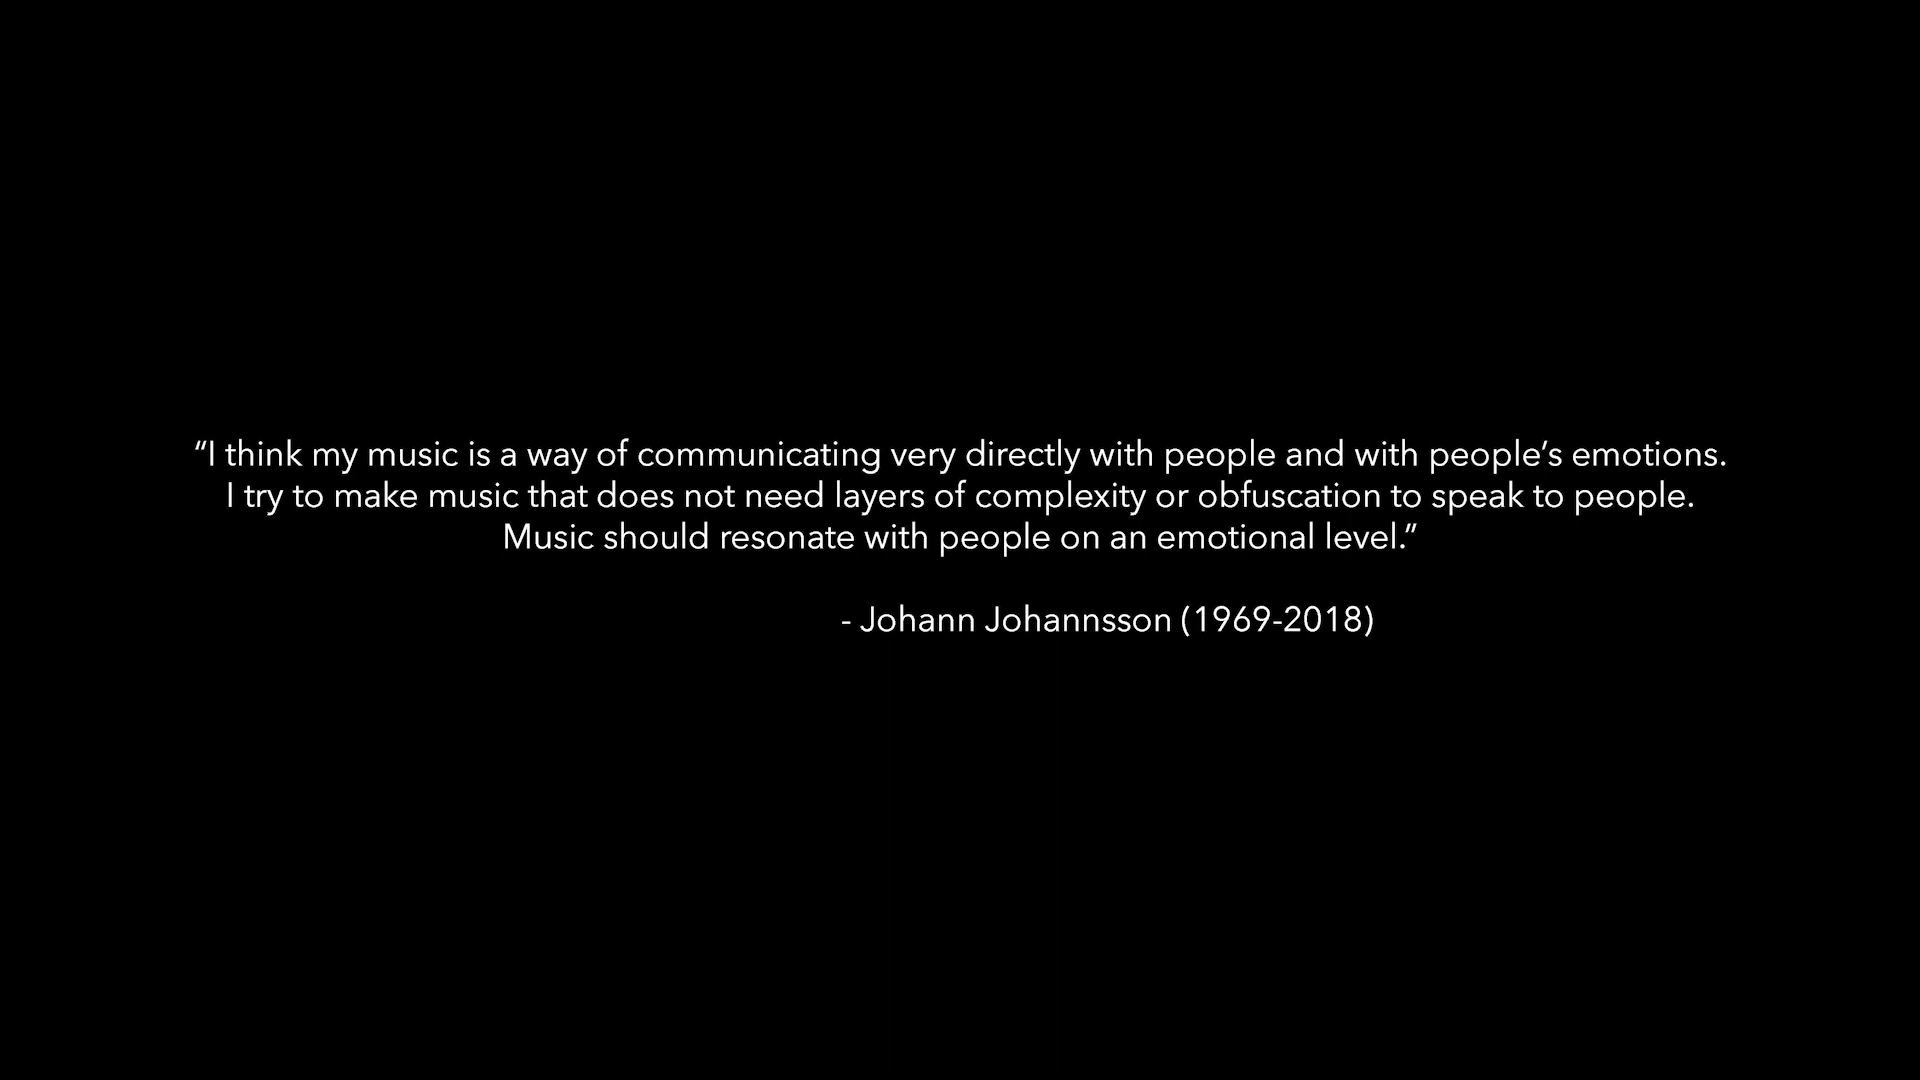 “I think my music is a way of communicating very directly with people and with people‘s emotions.
I try to make music that does not need layers of complexity or obfuscation to speak to people.
Music should resonate with people on an emotional level.”
- Johann Johannsson (1969-2018)